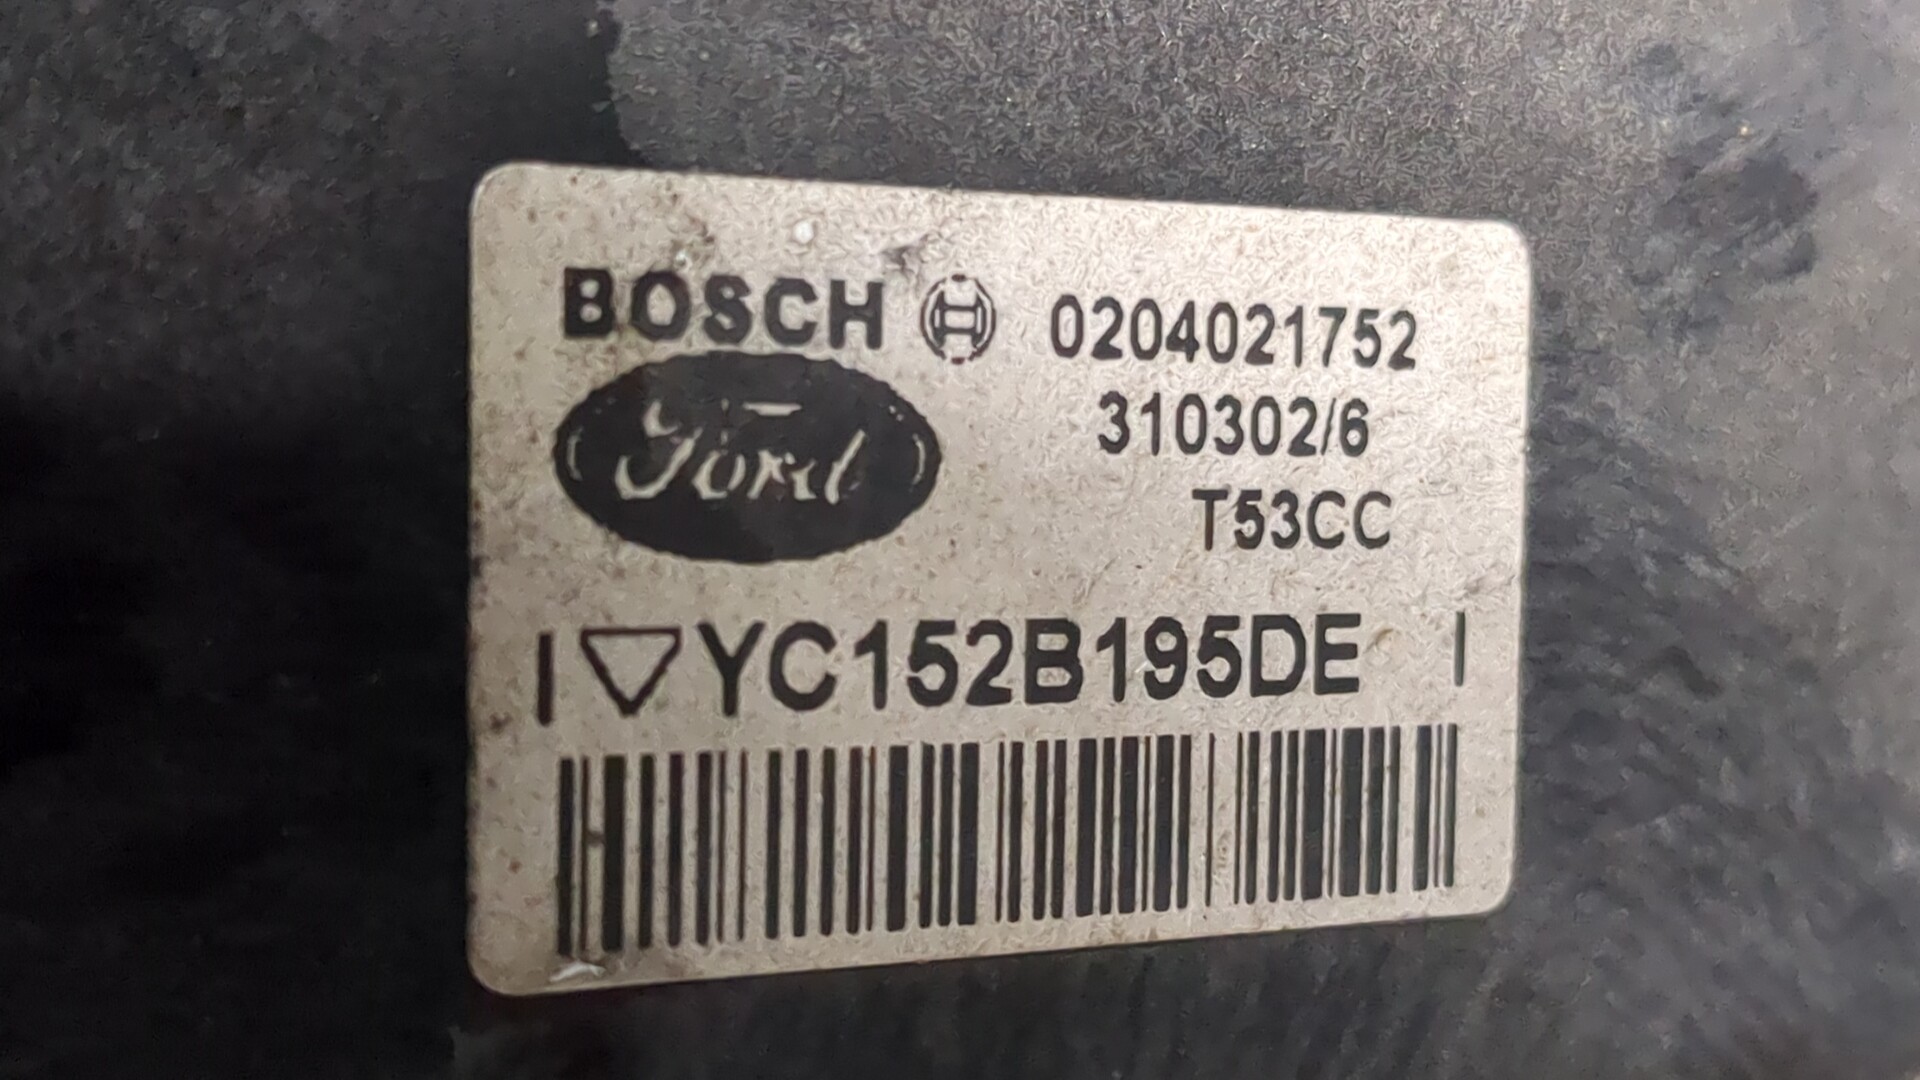 BOSCH 0204021752
Ford 310302/6
T53CC
YC152B195DE